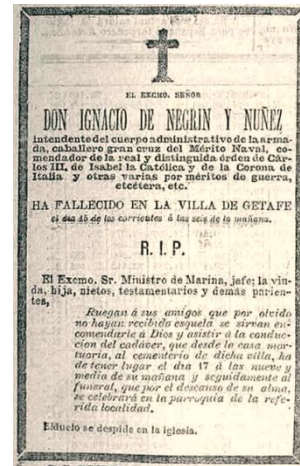 EL EXCMO. SEÑOR
DON IGNACIO DE NEGRIN Y NUÑEZ
intendente del cuerpo administrativo de la arma-
da, caballero gran cruz del Mérito Naval, co-
mendador de la real y distinguida órden de Cár-
los III, de Isabel la Católica y de la Corona de
Italia y otras varias por méritos de guerra,
etcétera, etc.
HA FALLECIDO EN LA VILLA DE GETAFE
el dia 15 de los corrientes á las seis de la mañana.
R. I. P.
El Excmo. Sr. Ministro de Marina, jefe; la viu-
da, hija, nietos, testamentarios y demás parien-
tes,
Ruegan á sus amigos que por olvido
no hayan recibido esquela se sirvan en-
comendarle á Dios y asistir á la conduc-
cion del cadáver, que desde la casa mor-
tuoria, al cementerio de dicha villa, ha
de tener lugar el dia 17 á las nueve y
media de su mañana y seguidamente al
funeral, que por el descanso de su alma,
se celebrará en la parroquia de la refe-
rida localidad.
El duelo se despide en la iglesia.